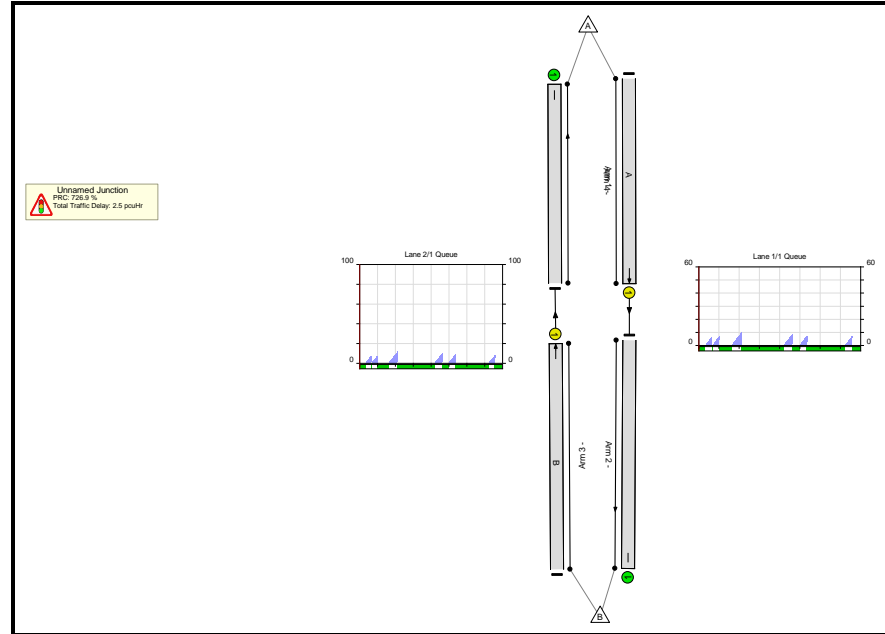 A
Unnamed Junction
PRC: 726.9 %
Total Traffic Delay: 2.5 pcuHr
A
Lane 2/1 Queue
100
100
0
0
Lane 1/1 Queue
60
60
0
0
B
Arm 3 -
Arm 2 -
B